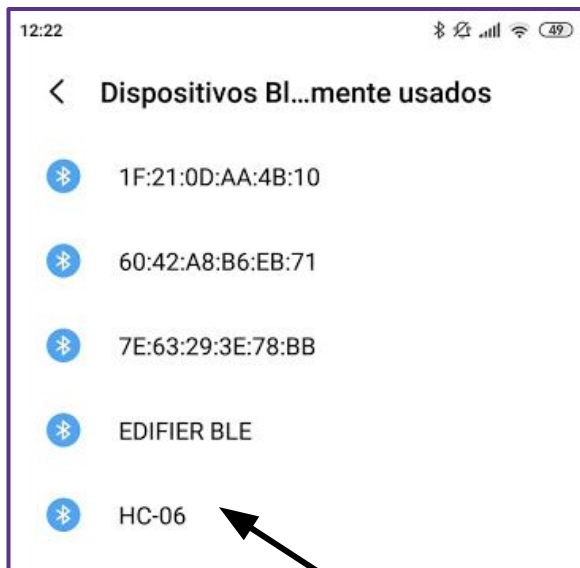 12:22 49
Dispositivos Bl...mente usados
1F:21:0D:AA:4B:10
60:42:A8:B6:EB:71
7E:63:29:3E:78:BB
EDIFIER BLE
HC-06